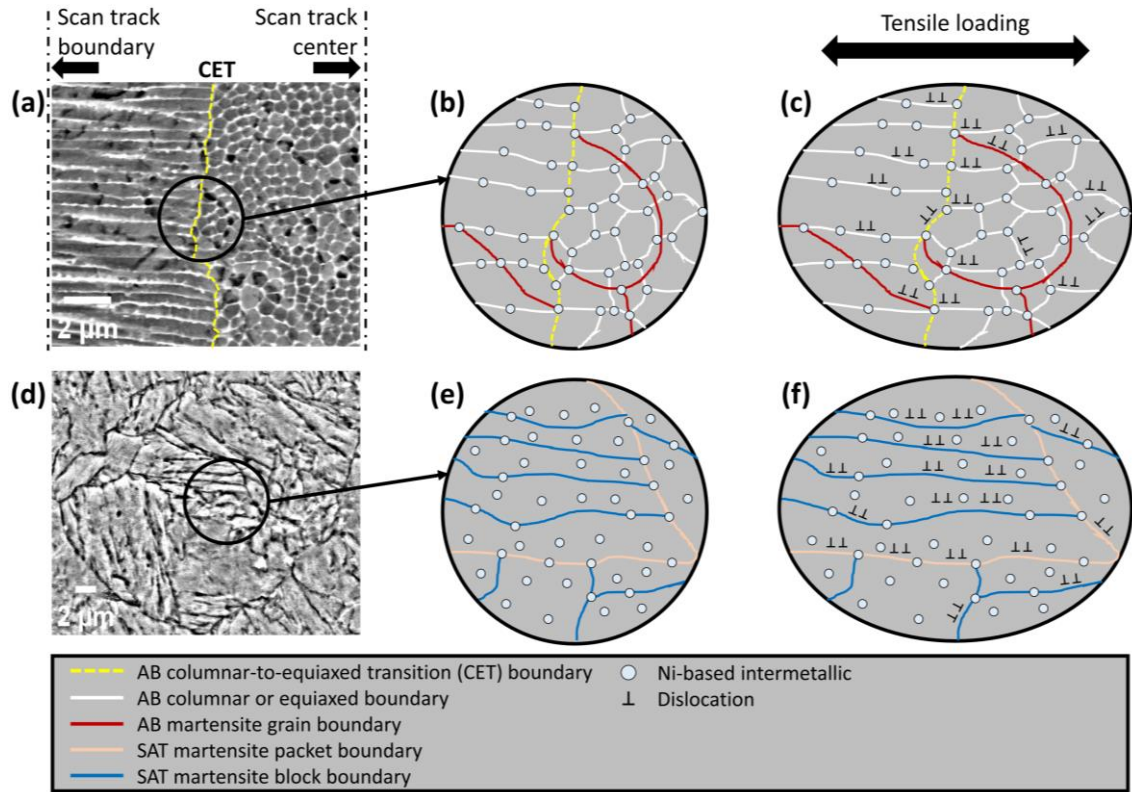 Scan track boundary
Scan track center
CET
Tensile loading
(a)
2 μm
(b)
(c)
(d)
2 μm
(e)
(f)
AB columnar-to-equiaxed transition (CET) boundary
AB columnar or equiaxed boundary
AB martensite grain boundary
SAT martensite packet boundary
SAT martensite block boundary
Ni-based intermetallic
Dislocation